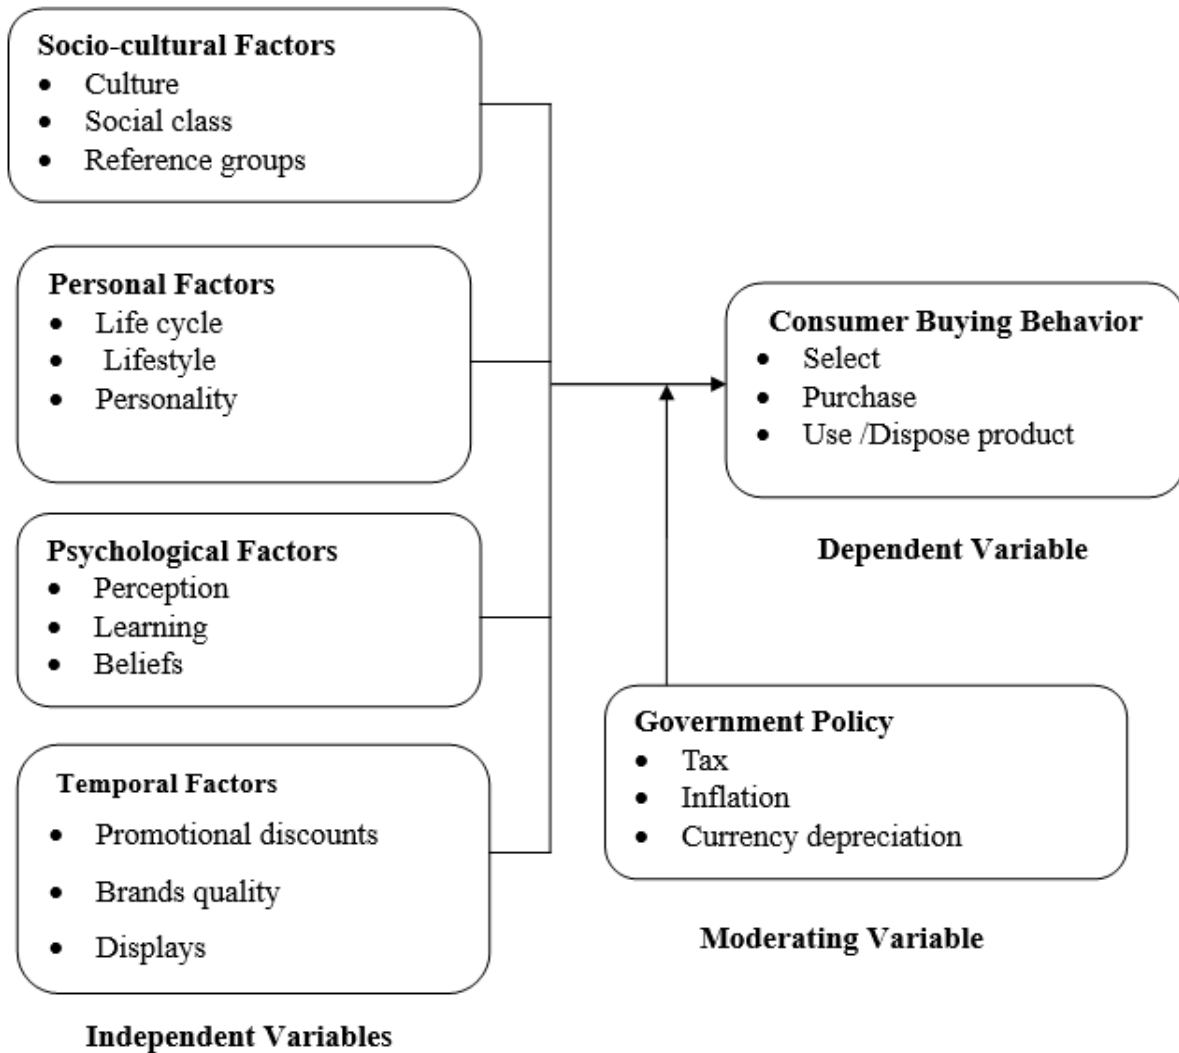 Socio-cultural Factors
• Culture
• Social class
• Reference groups
Personal Factors
• Life cycle
• Lifestyle
• Personality
Psychological Factors
• Perception
• Learning
• Beliefs
Temporal Factors
• Promotional discounts
• Brands quality
• Displays
Independent Variables
Consumer Buying Behavior
• Select
• Purchase
• Use /Dispose product
Dependent Variable
Government Policy
• Tax
• Inflation
• Currency depreciation
Moderating Variable